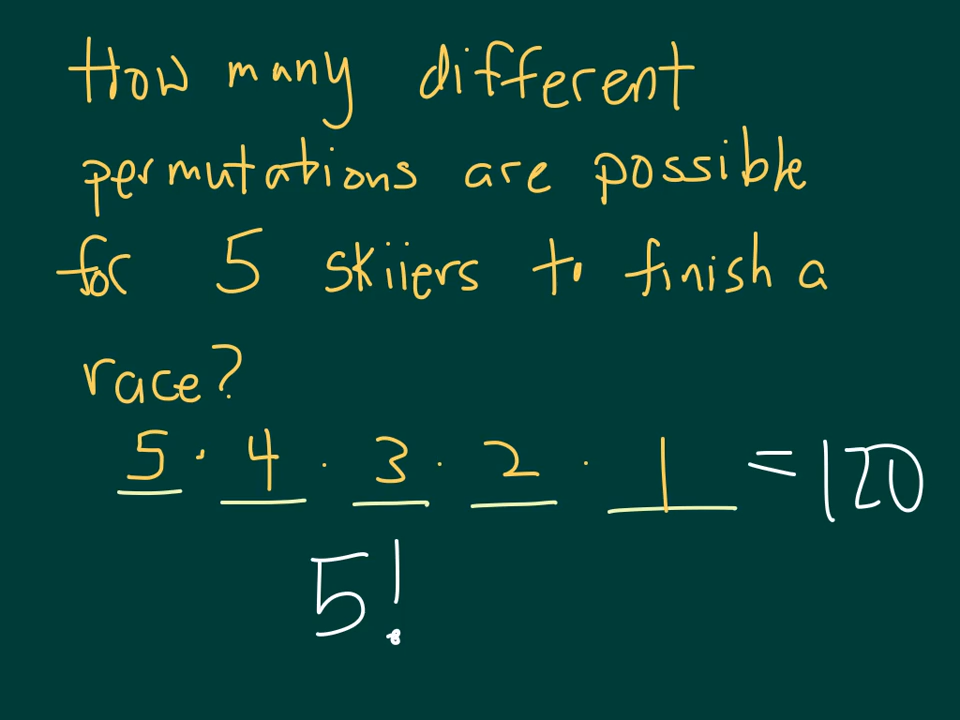 How many different
permutations are possible
for 5 skiiers to finish a
race?
5 · 4 · 3 · 2 · 1 = 120
5!